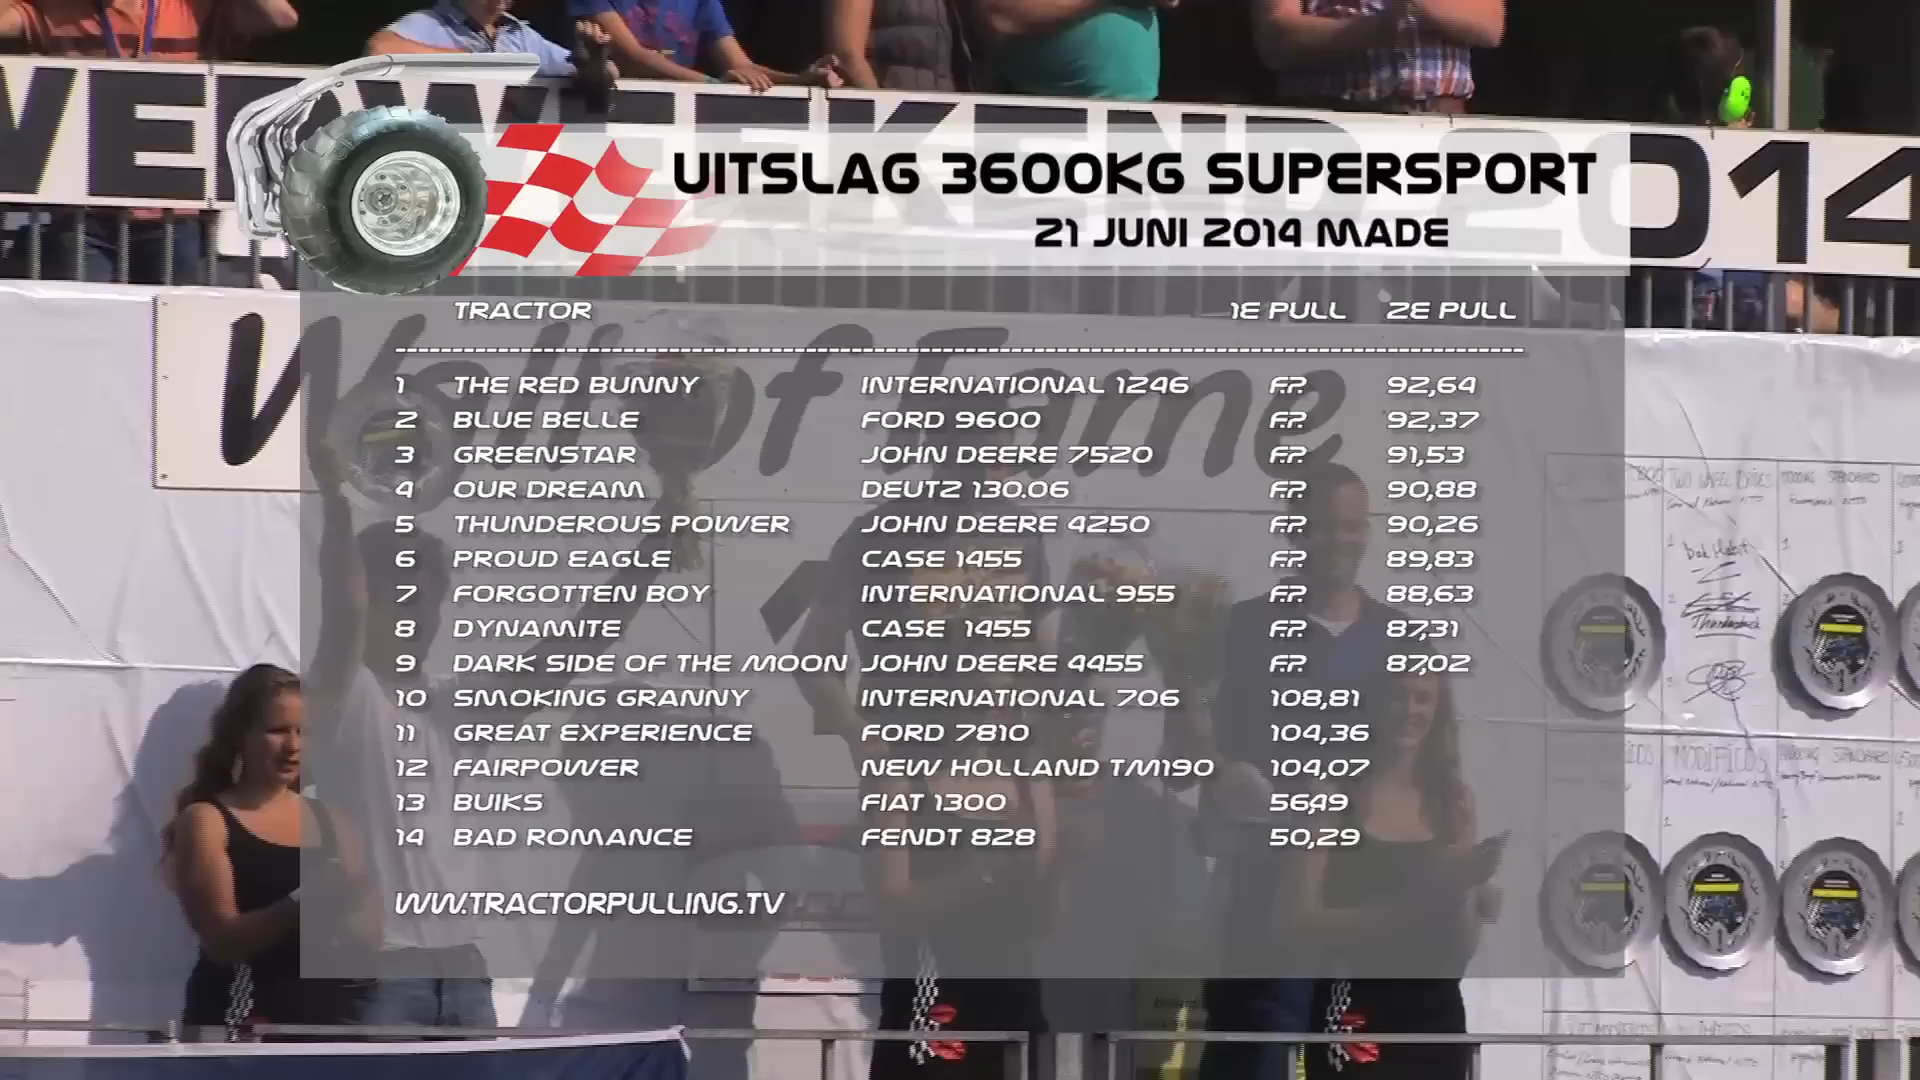 WEEKEND 2014
UITSLAG 3600KG SUPERSPORT
21 JUNI 2014 MADE
Wall of Fame
TRACTOR 1E PULL 2E PULL
1 THE RED BUNNY INTERNATIONAL 1246 F.P. 92,64
2 BLUE BELLE FORD 9600 F.P. 92,37
3 GREENSTAR JOHN DEERE 7520 F.P. 91,53
4 OUR DREAM DEUTZ 130.06 F.P. 90,88
5 THUNDEROUS POWER JOHN DEERE 4250 F.P. 90,26
6 PROUD EAGLE CASE 1455 F.P. 89,83
7 FORGOTTEN BOY INTERNATIONAL 955 F.P. 88,63
8 DYNAMITE CASE 1455 F.P. 87,31
9 DARK SIDE OF THE MOON JOHN DEERE 4455 F.P. 87,02
10 SMOKING GRANNY INTERNATIONAL 706 108,81
11 GREAT EXPERIENCE FORD 7810 104,36
12 FAIRPOWER NEW HOLLAND TM190 104,07
13 BUIKS FIAT 1300 56,49
14 BAD ROMANCE FENDT 828 50,29
WWW.TRACTORPULLING.TV